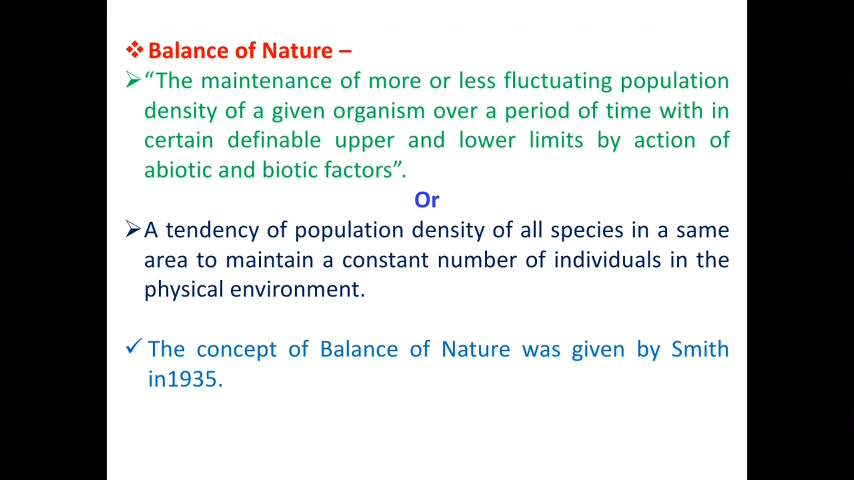 ❖ Balance of Nature –
➢ “The maintenance of more or less fluctuating population
density of a given organism over a period of time with in
certain definable upper and lower limits by action of
abiotic and biotic factors”.
Or
➢ A tendency of population density of all species in a same
area to maintain a constant number of individuals in the
physical environment.
✓ The concept of Balance of Nature was given by Smith
in1935.